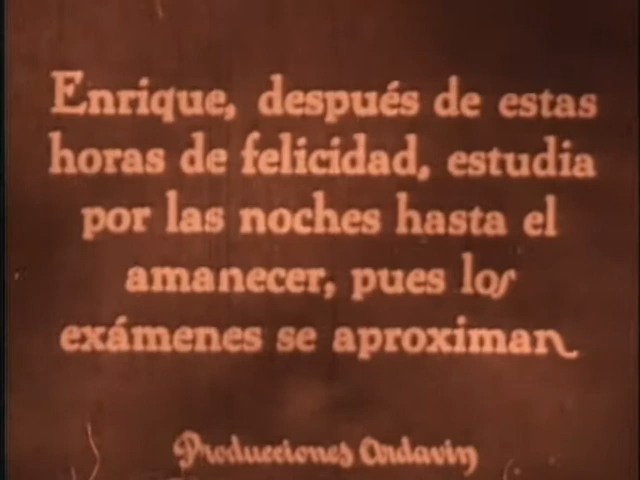 Enrique, después de estas
horas de felicidad, estudia
por las noches hasta el
amanecer, pues los
exámenes se aproximan
Producciones Ardavin